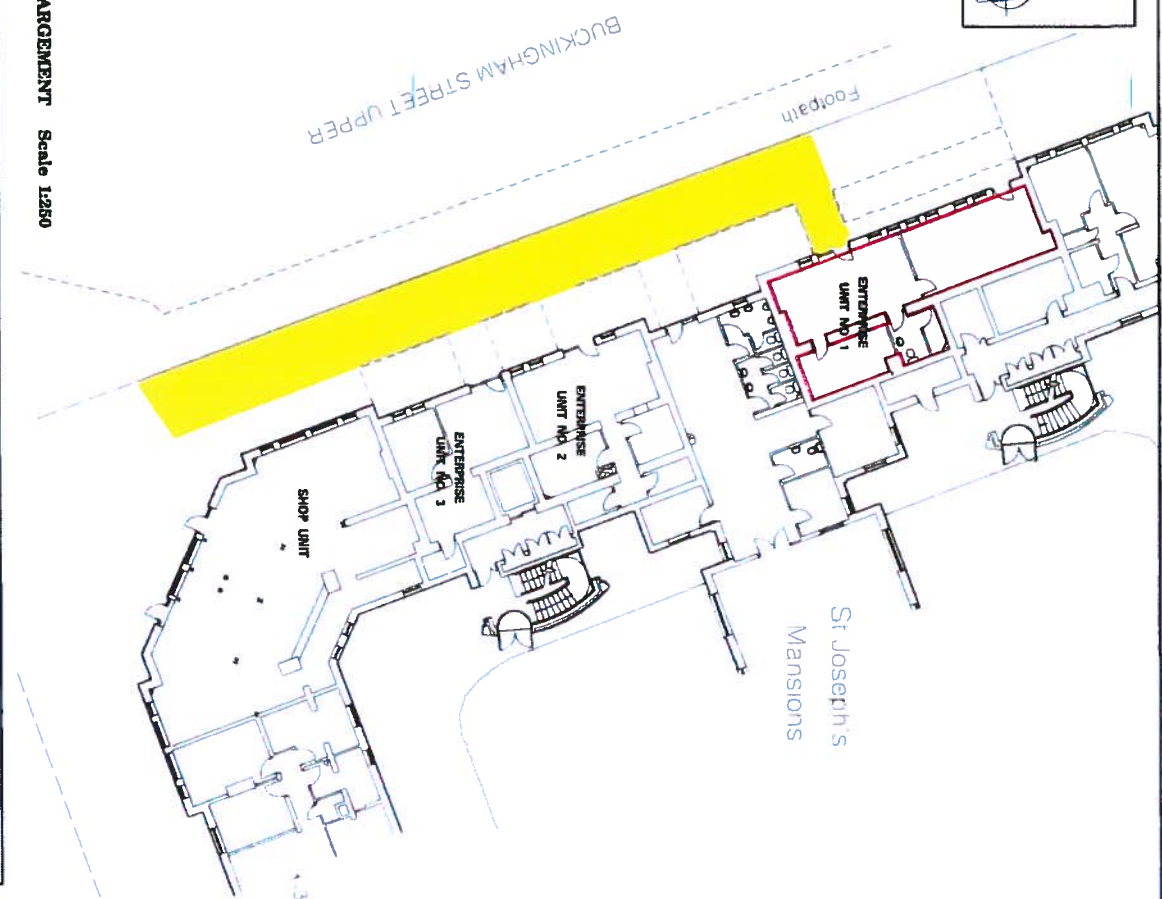 ARGEMENT Scale 1:250
BUCKINGHAM STREET UPPER
Footpath
ENTERPRISE
UNIT NO. 1
ENTERPRISE
UNIT NO. 2
ENTERPRISE
UNIT NO. 3
SHOP UNIT
St Joseph's
Mansions